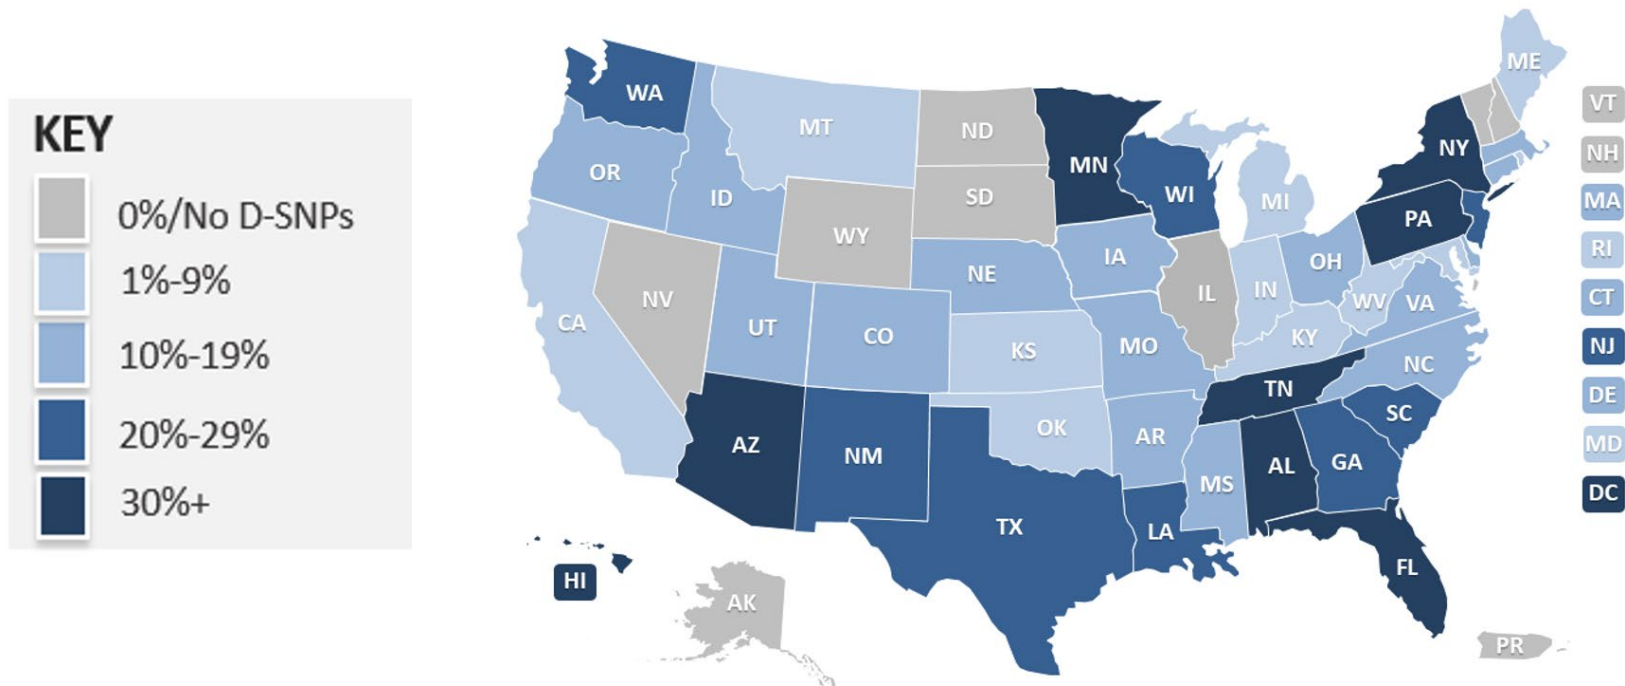 KEY
0%/No D-SNPs
1%-9%
10%-19%
20%-29%
30%+
ME
WA
VT
MT
ND
NY
NH
MN
OR
WI
ID
SD
MA
MI
PA
WY
RI
IA
OH
NE
IN
NV
IL
WV
VA
CT
CA
UT
CO
KY
MO
KS
NJ
NC
TN
DE
SC
OK
AR
AZ
MD
NM
AL
GA
MS
DC
TX
LA
FL
HI
AK
PR